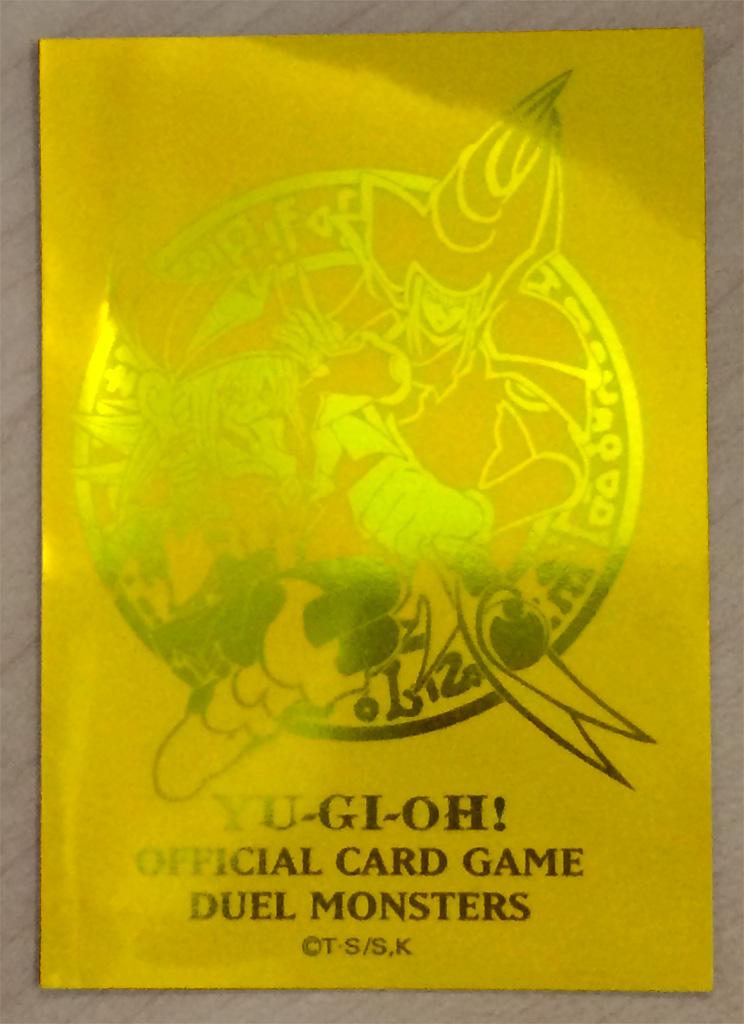 YU-GI-OH!
OFFICIAL CARD GAME
DUEL MONSTERS
©T·S/S,K